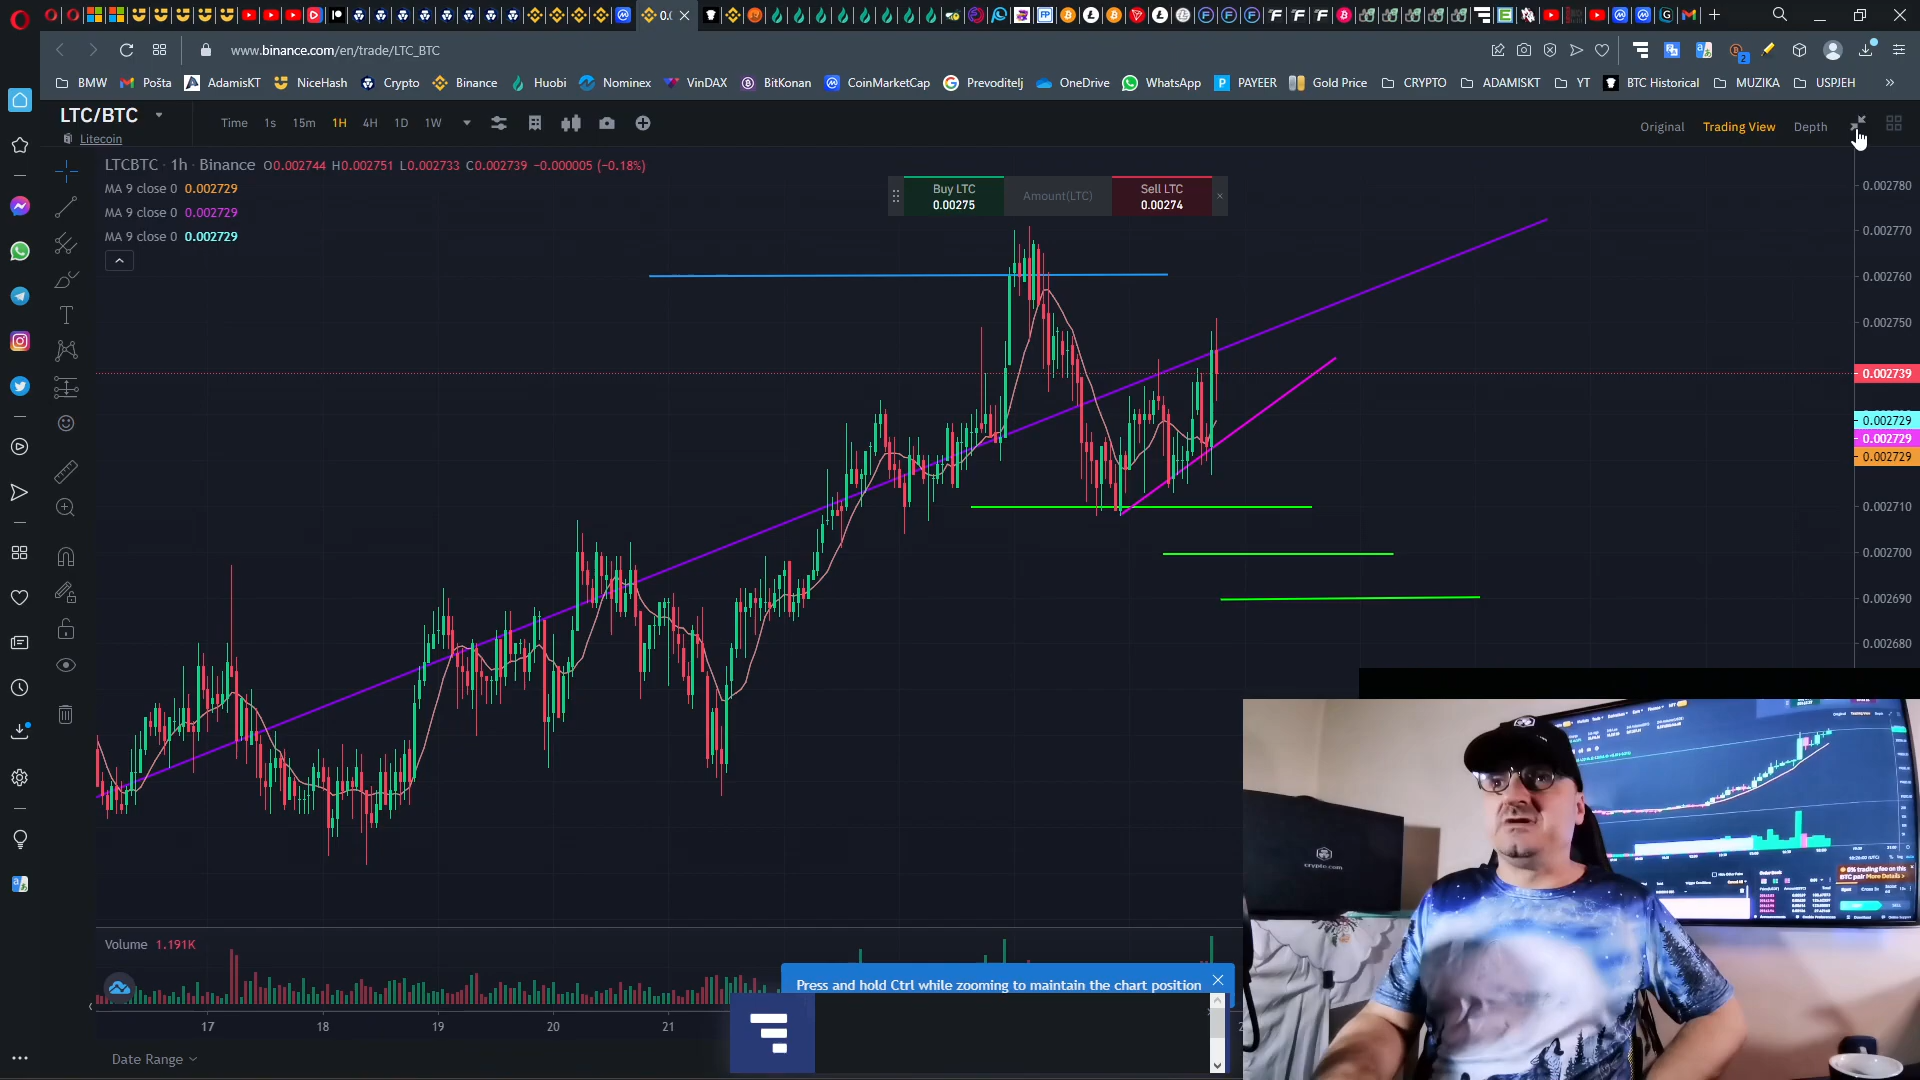 www.binance.com/en/trade/LTC_BTC
BMW
Pošta
AdamisKT
NiceHash
Crypto
Binance
Huobi
Nominex
VinDAX
BitKonan
CoinMarketCap
Prevoditelj
OneDrive
WhatsApp
PAYEER
Gold Price
CRYPTO
ADAMISKT
YT
BTC Historical
MUZIKA
USPJEH
LTC/BTC
Litecoin
Time 1s 15m 1H 4H 1D 1W
Original Trading View Depth
LTCBTC · 1h · Binance O0.002744 H0.002751 L0.002733 C0.002739 −0.000005 (−0.18%)
MA 9 close 0 0.002729
MA 9 close 0 0.002729
MA 9 close 0 0.002729
Buy LTC
0.00275
Amount(LTC)
Sell LTC
0.00274
0.002780
0.002770
0.002760
0.002750
0.002739
0.002729
0.002729
0.002729
0.002710
0.002700
0.002690
0.002680
Volume 1.191K
Press and hold Ctrl while zooming to maintain the chart position
17 18 19 20 21
Date Range
crypto.com